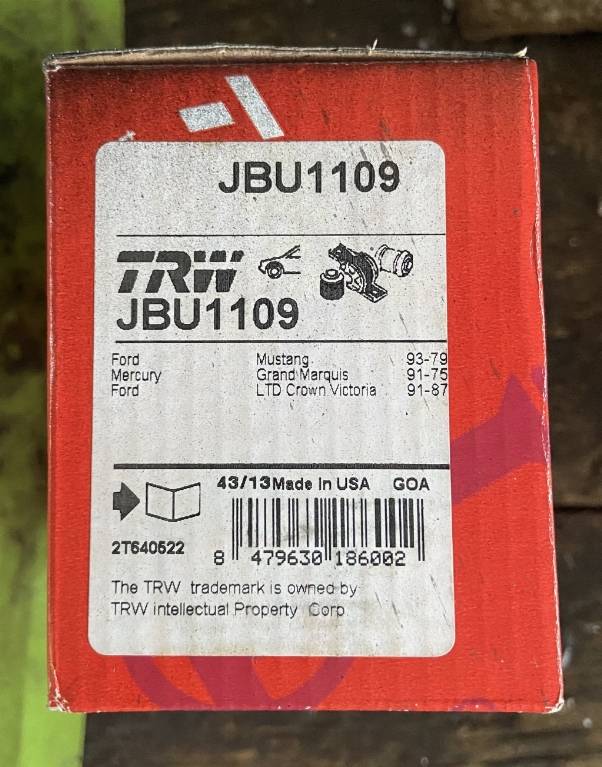 JBU1109
TRW
JBU1109
Ford Mustang 93-79
Mercury Grand Marquis 91-75
Ford LTD Crown Victoria 91-87
43/13 Made In USA GOA
2T640522
8 479630 186002
The TRW trademark is owned by
TRW intellectual Property Corp